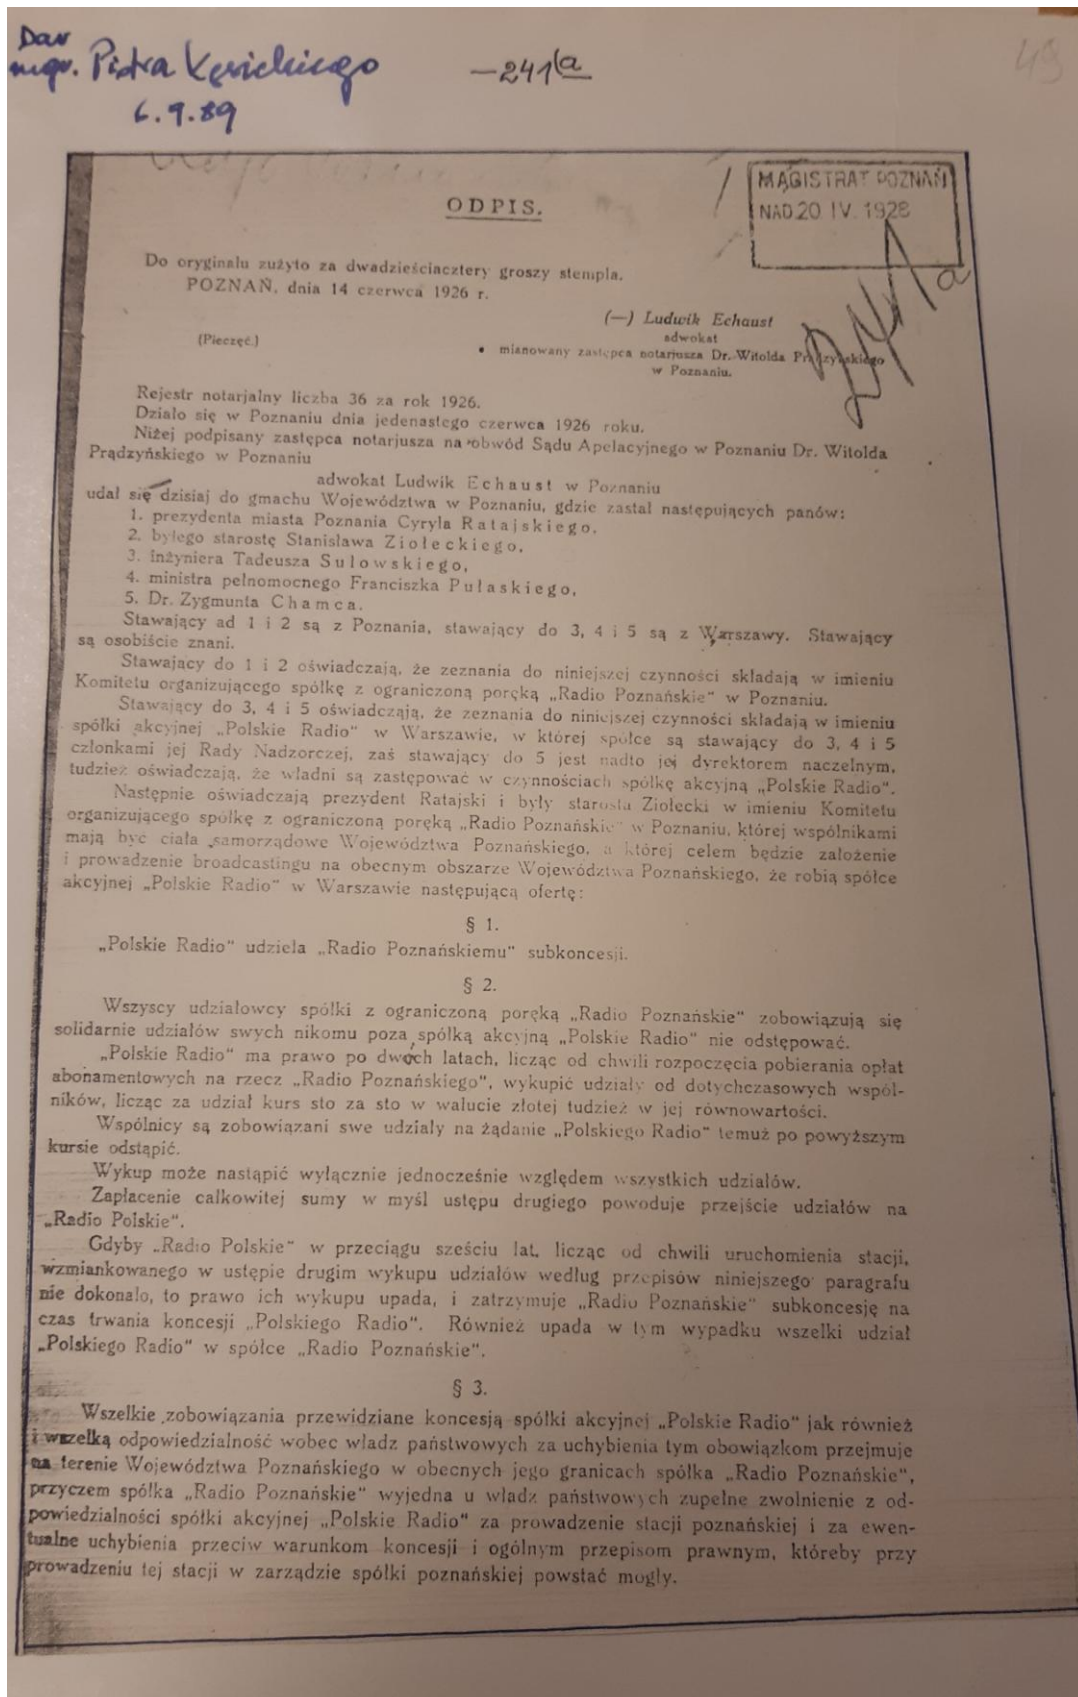 Dar
mgr. Piotra Kęsickiego
6.9.89
—241/a
49
ODPIS.
MAGISTRAT POZNAŃ
NAD. 20 IV. 1928
Do oryginału zużyto za dwadzieściacztery groszy stempla.
POZNAŃ, dnia 14 czerwca 1926 r.
(—) Ludwik Echaust
(Pieczęć.)
adwokat
mianowany zastępca notarjusza Dr. Witolda Prądzyńskiego
w Poznaniu.
Rejestr notarjalny liczba 36 za rok 1926.
Działo się w Poznaniu dnia jedenastego czerwca 1926 roku.
Niżej podpisany zastępca notarjusza na obwód Sądu Apelacyjnego w Poznaniu Dr. Witolda
Prądzyńskiego w Poznaniu
adwokat Ludwik Echaust w Poznaniu
udał się dzisiaj do gmachu Województwa w Poznaniu, gdzie zastał następujących panów:
1. prezydenta miasta Poznania Cyryla Ratajskiego,
2. byłego starostę Stanisława Ziołeckiego,
3. inżyniera Tadeusza Sułowskiego,
4. ministra pełnomocnego Franciszka Pułaskiego,
5. Dr. Zygmunta Chamca.
Stawający ad 1 i 2 są z Poznania, stawający do 3, 4 i 5 są z Warszawy. Stawający
są osobiście znani.
Stawajacy do 1 i 2 oświadczają, że zeznania do niniejszej czynności składają w imieniu
Komitetu organizującego spółkę z ograniczoną poręką „Radio Poznańskie" w Poznaniu.
Stawający do 3, 4 i 5 oświadczają, że zeznania do niniejszej czynności składają w imieniu
spółki akcyjnej „Polskie Radio" w Warszawie, w której spółce są stawający do 3, 4 i 5
członkami jej Rady Nadzorczej, zaś stawający do 5 jest nadto jej dyrektorem naczelnym,
tudzież oświadczają, że władni są zastępować w czynnościach spółkę akcyjną „Polskie Radio".
Następnie oświadczają prezydent Ratajski i były starosta Ziołecki w imieniu Komitetu
organizującego spółkę z ograniczoną poręką „Radio Poznańskie" w Poznaniu, której wspólnikami
mają być ciała samorządowe Województwa Poznańskiego, a której celem będzie założenie
i prowadzenie broadcastingu na obecnym obszarze Województwa Poznańskiego, że robią spółce
akcyjnej „Polskie Radio" w Warszawie następującą ofertę:
§ 1.
„Polskie Radio" udziela „Radio Poznańskiemu" subkoncesji.
§ 2.
Wszyscy udziałowcy spółki z ograniczoną poręką „Radio Poznańskie" zobowiązują się
solidarnie udziałów swych nikomu poza spółką akcyjną „Polskie Radio" nie odstępować.
„Polskie Radio" ma prawo po dwóch latach, licząc od chwili rozpoczęcia pobierania opłat
abonamentowych na rzecz „Radio Poznańskiego", wykupić udziały od dotychczasowych wspól-
ników, licząc za udział kurs sto za sto w walucie złotej tudzież w jej równowartości.
Wspólnicy są zobowiązani swe udziały na żądanie „Polskiego Radio" temuż po powyższym
kursie odstąpić.
Wykup może nastąpić wyłącznie jednocześnie względem wszystkich udziałów.
Zapłacenie całkowitej sumy w myśl ustępu drugiego powoduje przejście udziałów na
„Radio Polskie".
Gdyby „Radio Polskie" w przeciągu sześciu lat, licząc od chwili uruchomienia stacji,
wzmiankowanego w ustępie drugim wykupu udziałów według przepisów niniejszego paragrafu
nie dokonało, to prawo ich wykupu upada, i zatrzymuje „Radio Poznańskie" subkoncesję na
czas trwania koncesji „Polskiego Radio". Również upada w tym wypadku wszelki udział
„Polskiego Radio" w spółce „Radio Poznańskie".
§ 3.
Wszelkie zobowiązania przewidziane koncesją spółki akcyjnej „Polskie Radio" jak również
i wszelką odpowiedzialność wobec władz państwowych za uchybienia tym obowiązkom przejmuje
na terenie Województwa Poznańskiego w obecnych jego granicach spółka „Radio Poznańskie",
przyczem spółka „Radio Poznańskie" wyjedna u władz państwowych zupełne zwolnienie z od-
powiedzialności spółki akcyjnej „Polskie Radio" za prowadzenie stacji poznańskiej i za ewen-
tualne uchybienia przeciw warunkom koncesji i ogólnym przepisom prawnym, któreby przy
prowadzeniu tej stacji w zarządzie spółki poznańskiej powstać mogły.